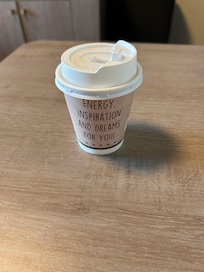 ENERGY,
INSPIRATION
AND DREAMS
FOR YOU!